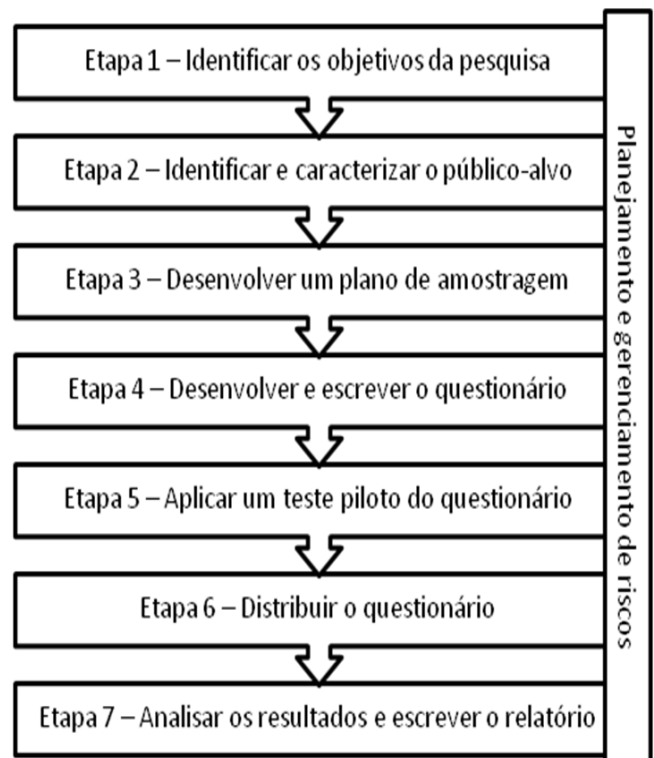 Etapa 1 – Identificar os objetivos da pesquisa
Etapa 2 – Identificar e caracterizar o público-alvo
Etapa 3 – Desenvolver um plano de amostragem
Etapa 4 – Desenvolver e escrever o questionário
Etapa 5 – Aplicar um teste piloto do questionário
Etapa 6 – Distribuir o questionário
Etapa 7 – Analisar os resultados e escrever o relatório
Planejamento e gerenciamento de riscos